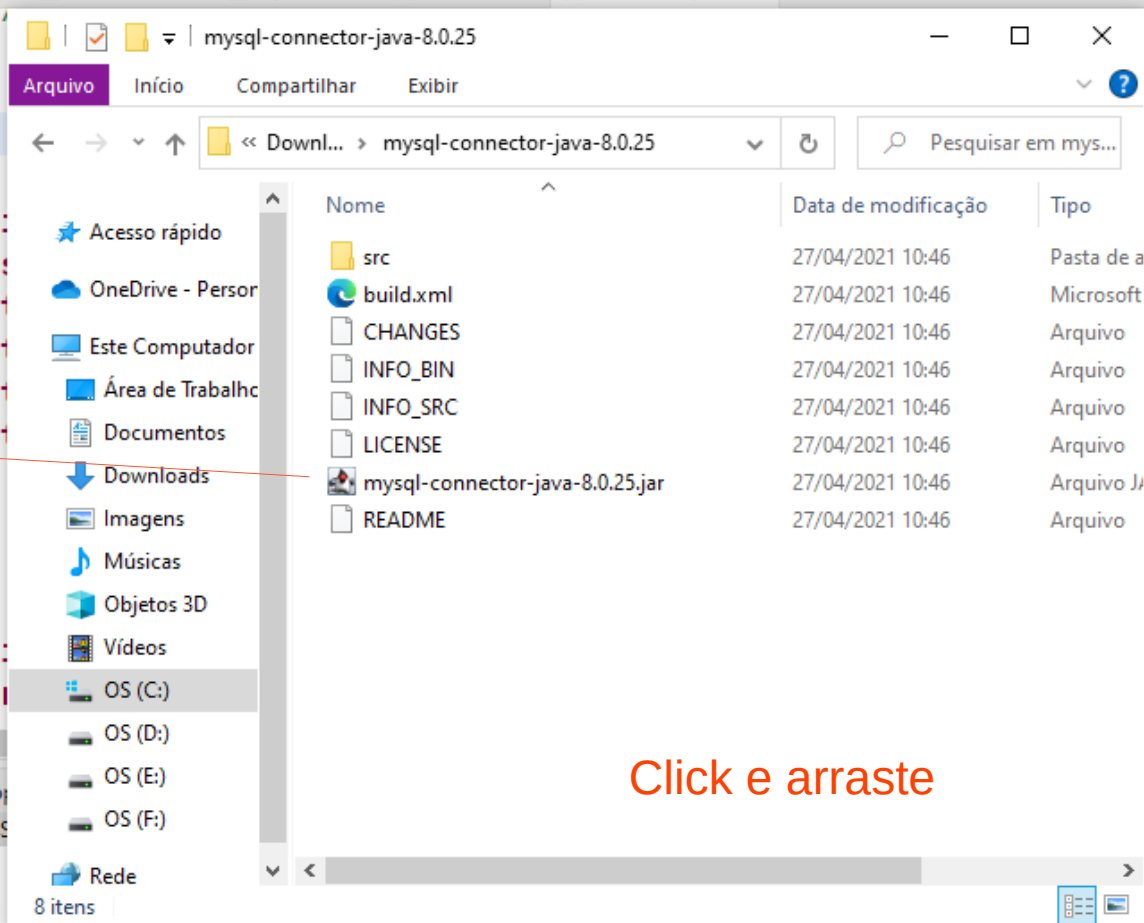 mysql-connector-java-8.0.25
Arquivo Início Compartilhar Exibir
« Downl... > mysql-connector-java-8.0.25
Pesquisar em mys...
Nome Data de modificação Tipo
Acesso rápido
OneDrive - Person
Este Computador
Área de Trabalho
Documentos
Downloads
Imagens
Músicas
Objetos 3D
Vídeos
OS (C:)
OS (D:)
OS (E:)
OS (F:)
Rede
src 27/04/2021 10:46 Pasta de a
build.xml 27/04/2021 10:46 Microsoft
CHANGES 27/04/2021 10:46 Arquivo
INFO_BIN 27/04/2021 10:46 Arquivo
INFO_SRC 27/04/2021 10:46 Arquivo
LICENSE 27/04/2021 10:46 Arquivo
mysql-connector-java-8.0.25.jar 27/04/2021 10:46 Arquivo JA
README 27/04/2021 10:46 Arquivo
Click e arraste
8 itens